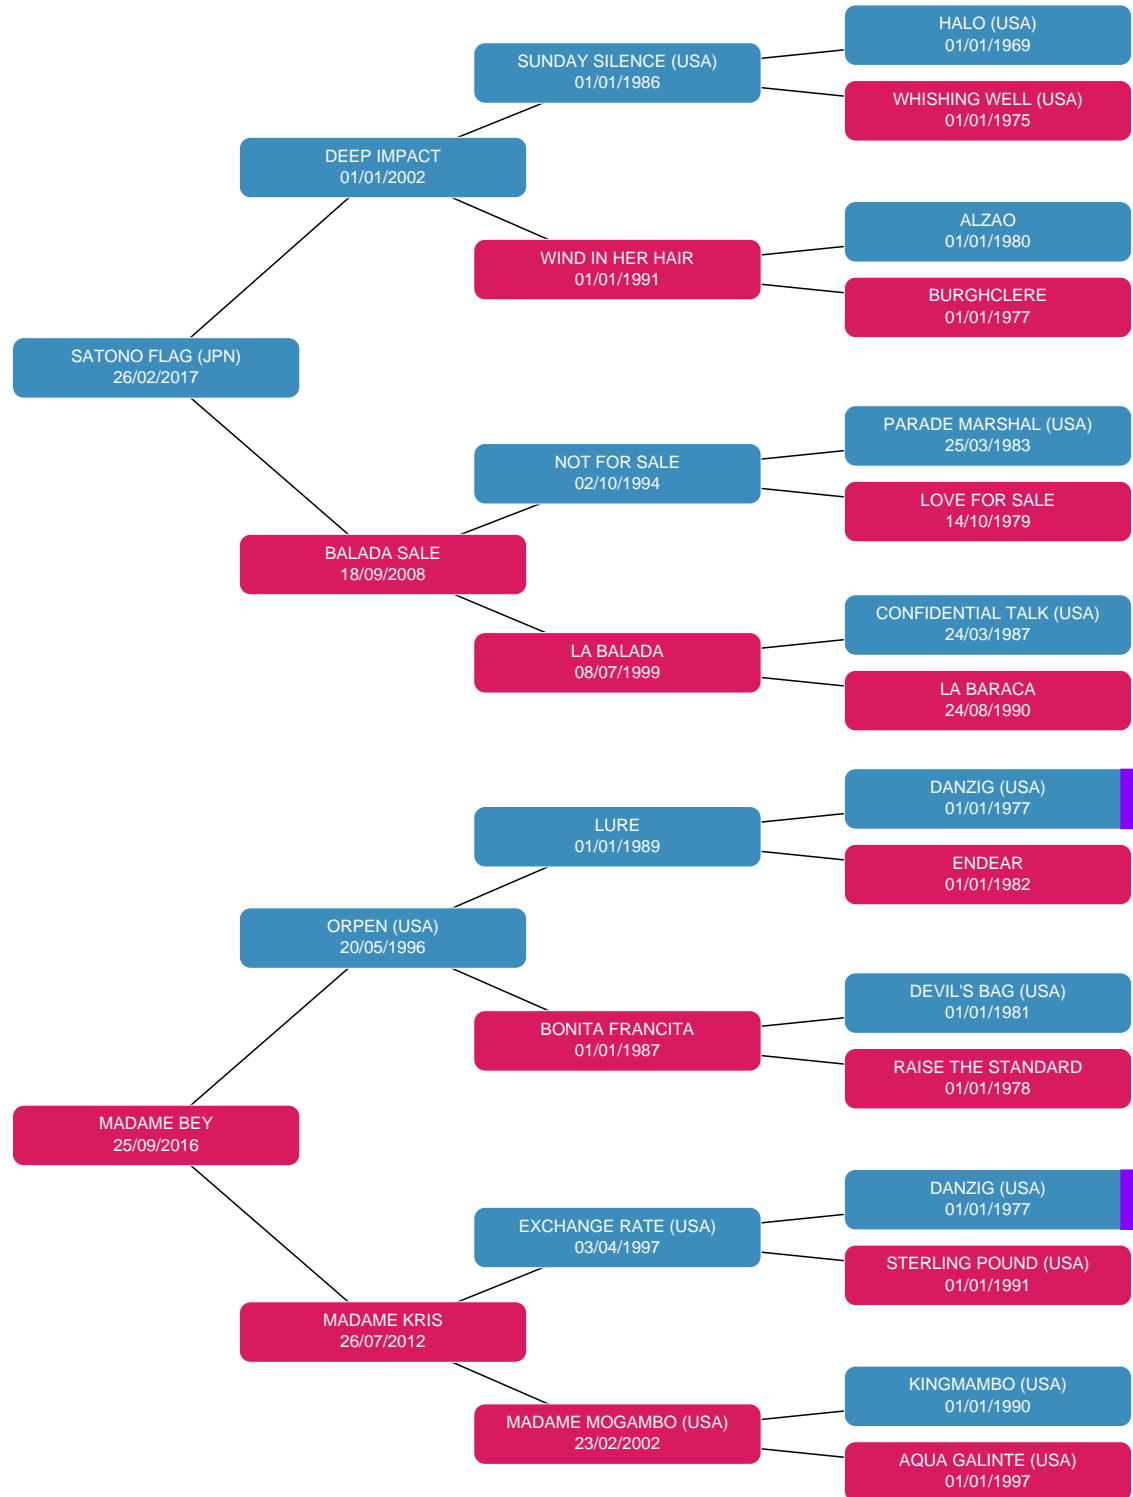 HALO (USA)
01/01/1969
SUNDAY SILENCE (USA)
01/01/1986
WHISHING WELL (USA)
01/01/1975
DEEP IMPACT
01/01/2002
ALZAO
01/01/1980
WIND IN HER HAIR
01/01/1991
BURGHCLERE
01/01/1977
SATONO FLAG (JPN)
26/02/2017
PARADE MARSHAL (USA)
25/03/1983
NOT FOR SALE
02/10/1994
LOVE FOR SALE
14/10/1979
BALADA SALE
18/09/2008
CONFIDENTIAL TALK (USA)
24/03/1987
LA BALADA
08/07/1999
LA BARACA
24/08/1990
DANZIG (USA)
01/01/1977
LURE
01/01/1989
ENDEAR
01/01/1982
ORPEN (USA)
20/05/1996
DEVIL'S BAG (USA)
01/01/1981
BONITA FRANCITA
01/01/1987
RAISE THE STANDARD
01/01/1978
MADAME BEY
25/09/2016
DANZIG (USA)
01/01/1977
EXCHANGE RATE (USA)
03/04/1997
STERLING POUND (USA)
01/01/1991
MADAME KRIS
26/07/2012
KINGMAMBO (USA)
01/01/1990
MADAME MOGAMBO (USA)
23/02/2002
AQUA GALINTE (USA)
01/01/1997